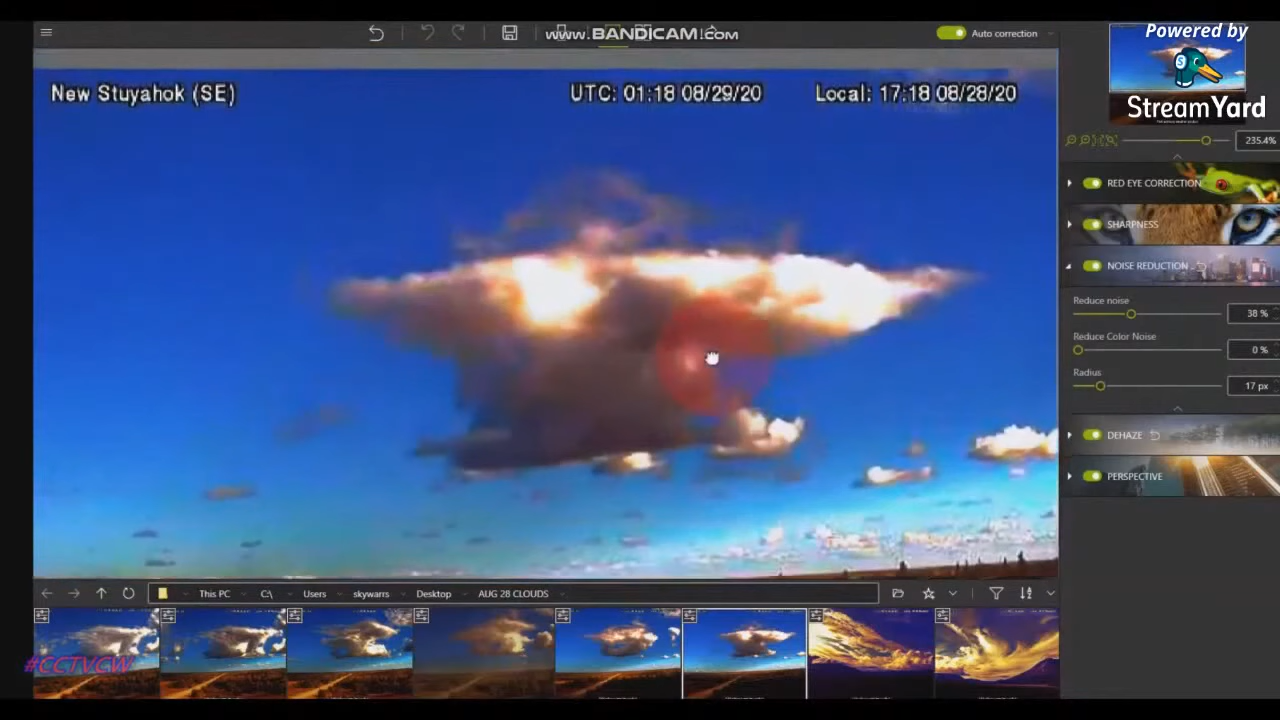 www.BANDICAM.com
Auto correction
Powered by
StreamYard
New Stuyahok (SE)
UTC: 01:18 08/29/20
Local: 17:18 08/28/20
235.4%
RED EYE CORRECTION
SHARPNESS
NOISE REDUCTION
Reduce noise
38 %
Reduce Color Noise
0 %
Radius
17 px
DEHAZE
PERSPECTIVE
This PC
C:\
Users
skywarrs
Desktop
AUG 28 CLOUDS
#CCTVCW